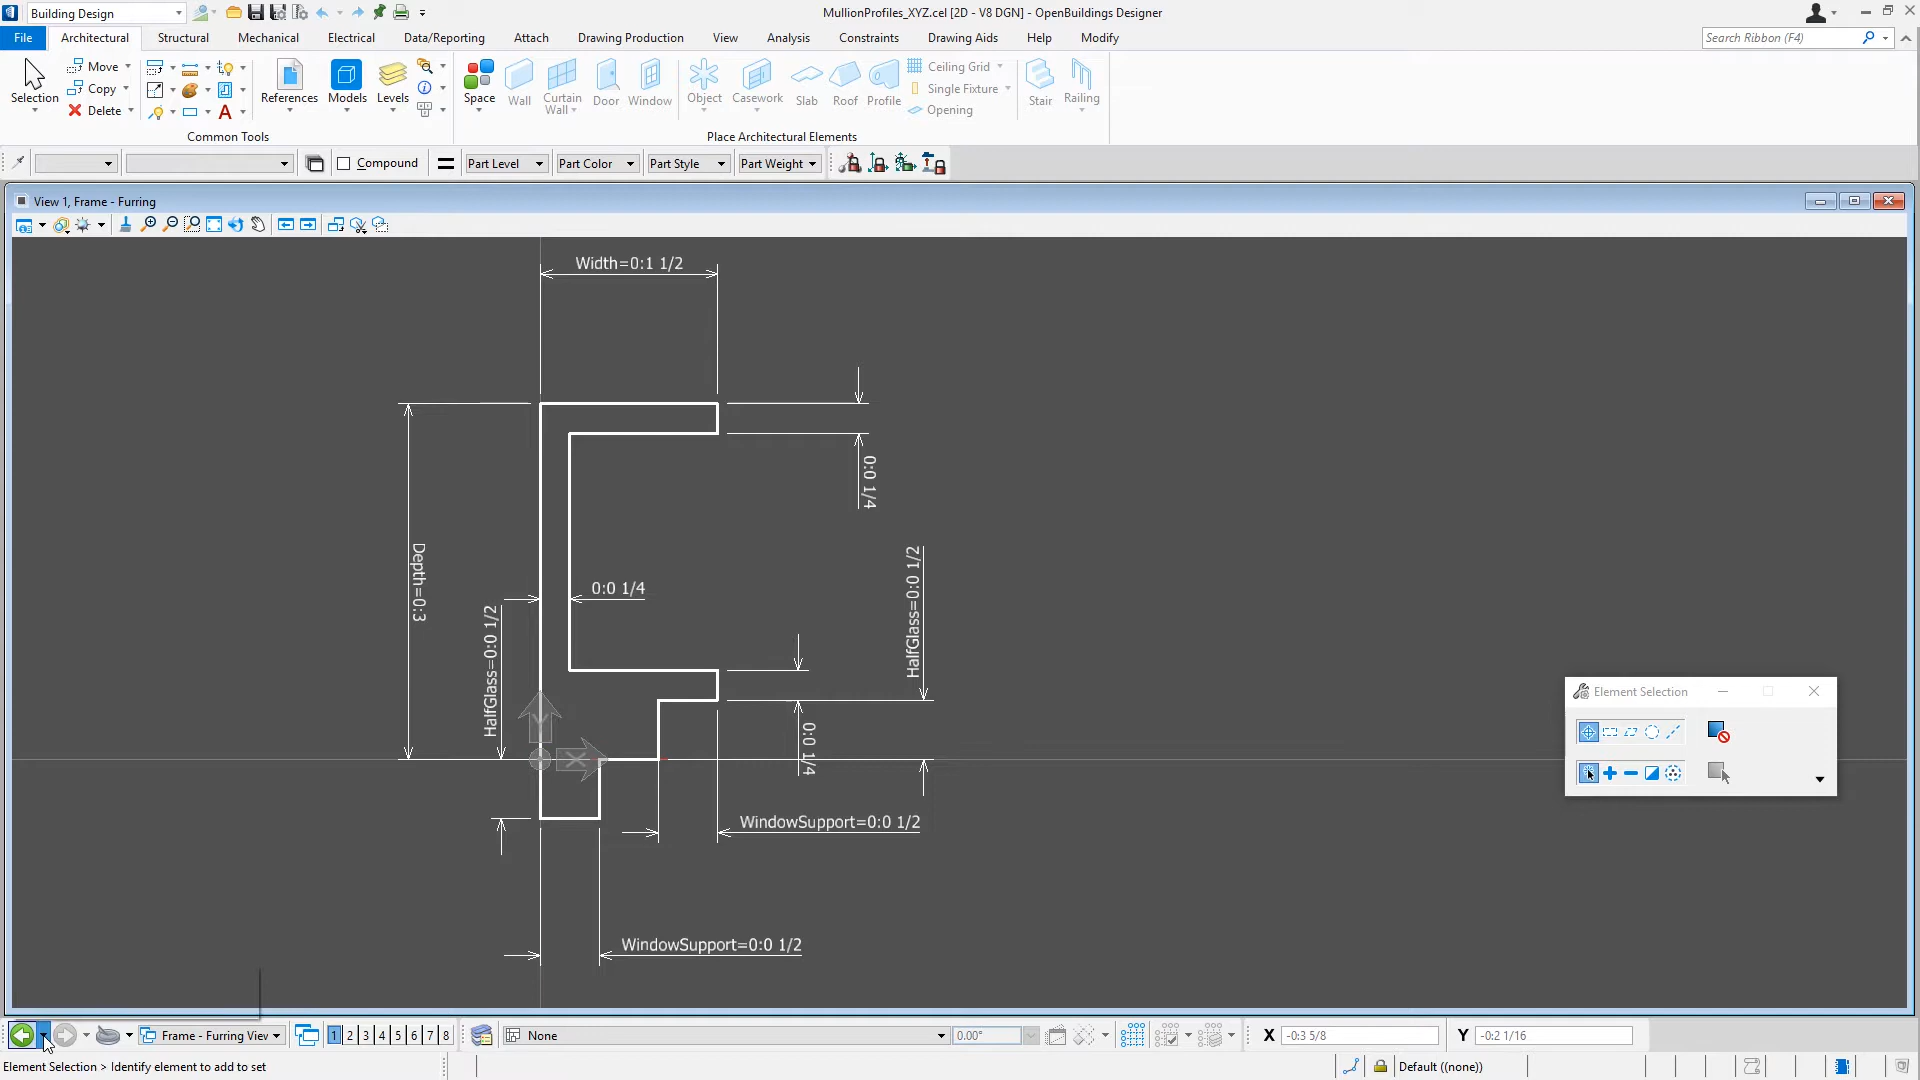 Building Design
MullionProfiles_XYZ.cel [2D - V8 DGN] - OpenBuildings Designer
File
Architectural
Structural
Mechanical
Electrical
Data/Reporting
Attach
Drawing Production
View
Analysis
Constraints
Drawing Aids
Help
Modify
Search Ribbon (F4)
Selection
Move
Copy
Delete
References
Models
Levels
Space
Wall
Curtain
Wall
Door
Window
Object
Casework
Slab
Roof
Profile
Ceiling Grid
Single Fixture
Opening
Stair
Railing
Common Tools
Place Architectural Elements
Compound
Part Level
Part Color
Part Style
Part Weight
View 1, Frame - Furring
Width=0:1 1/2
0:0 1/4
Depth=0:3
0:0 1/4
HalfGlass=0:0 1/2
HalfGlass=0:0 1/2
0:0 1/4
Y
X
WindowSupport=0:0 1/2
WindowSupport=0:0 1/2
Element Selection
Frame - Furring View
1 2 3 4 5 6 7 8
None
0.00°
X
-0:3 5/8
Y
-0:2 1/16
Element Selection > Identify element to add to set
Default ((none))